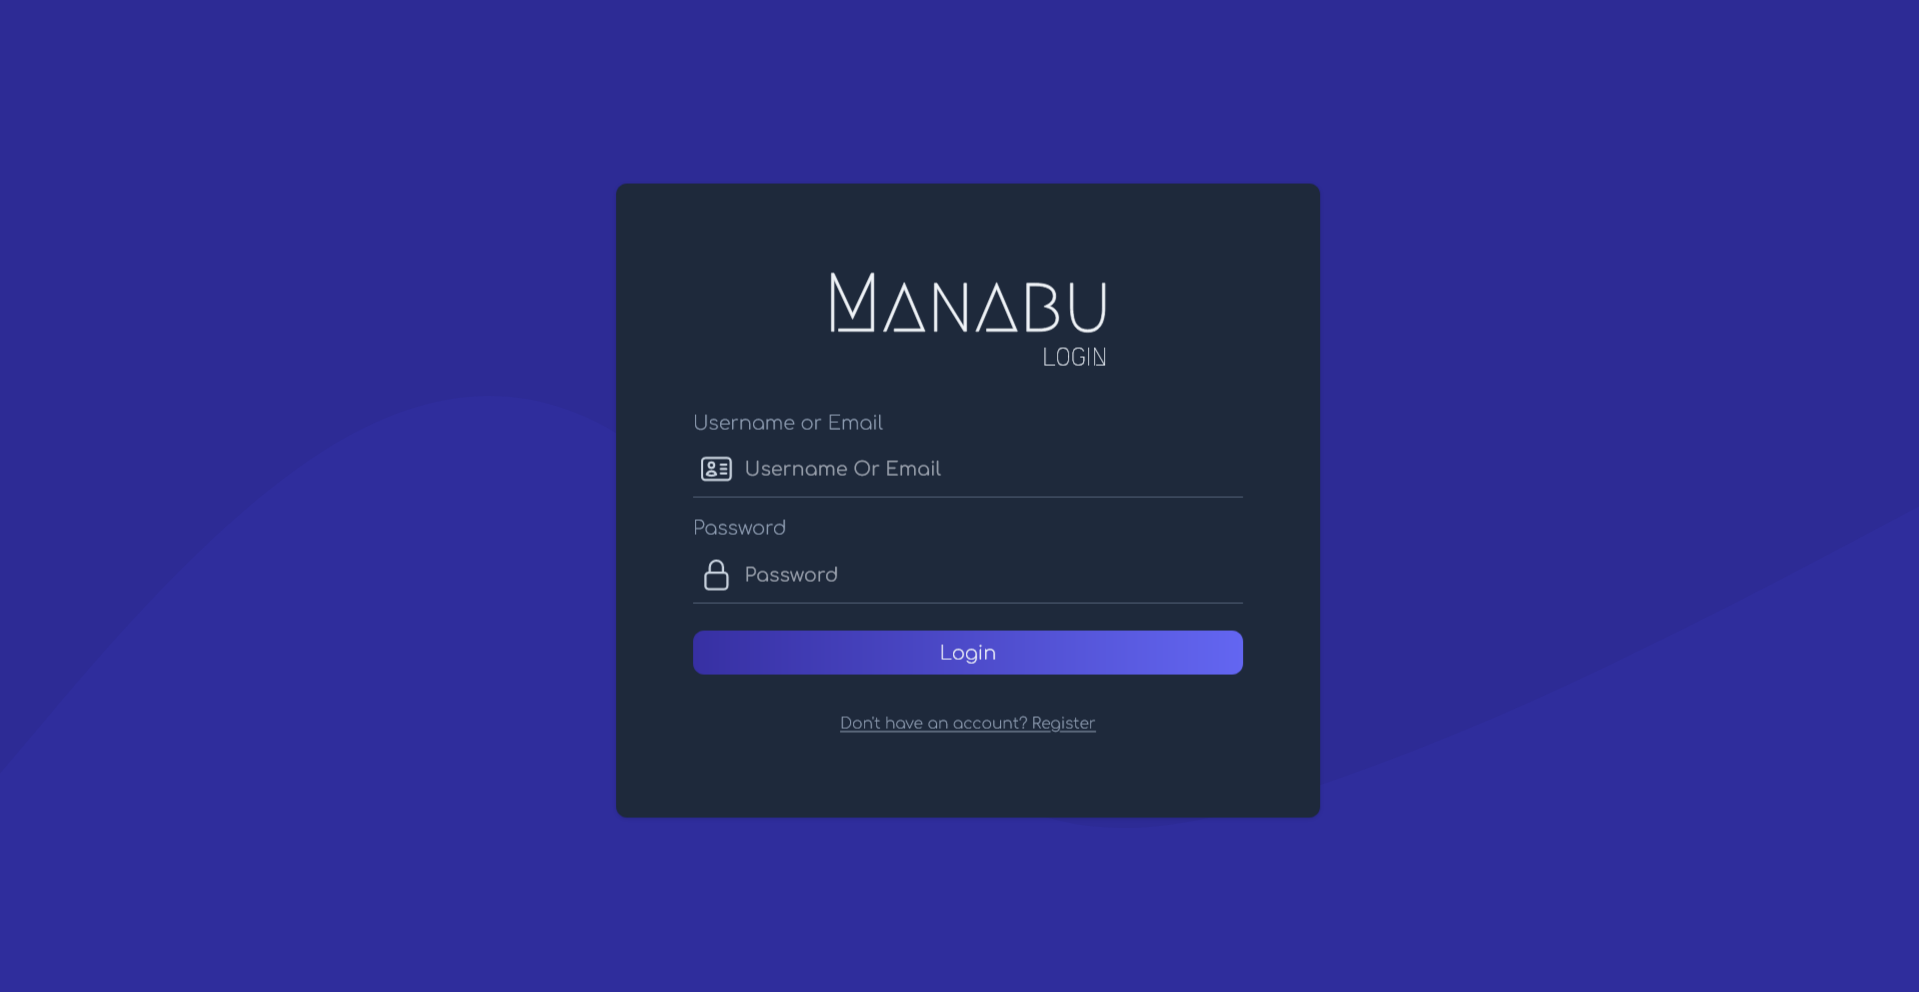 MANABU
LOGIN
Username or Email
Username Or Email
Password
Password
Login
Don't have an account? Register